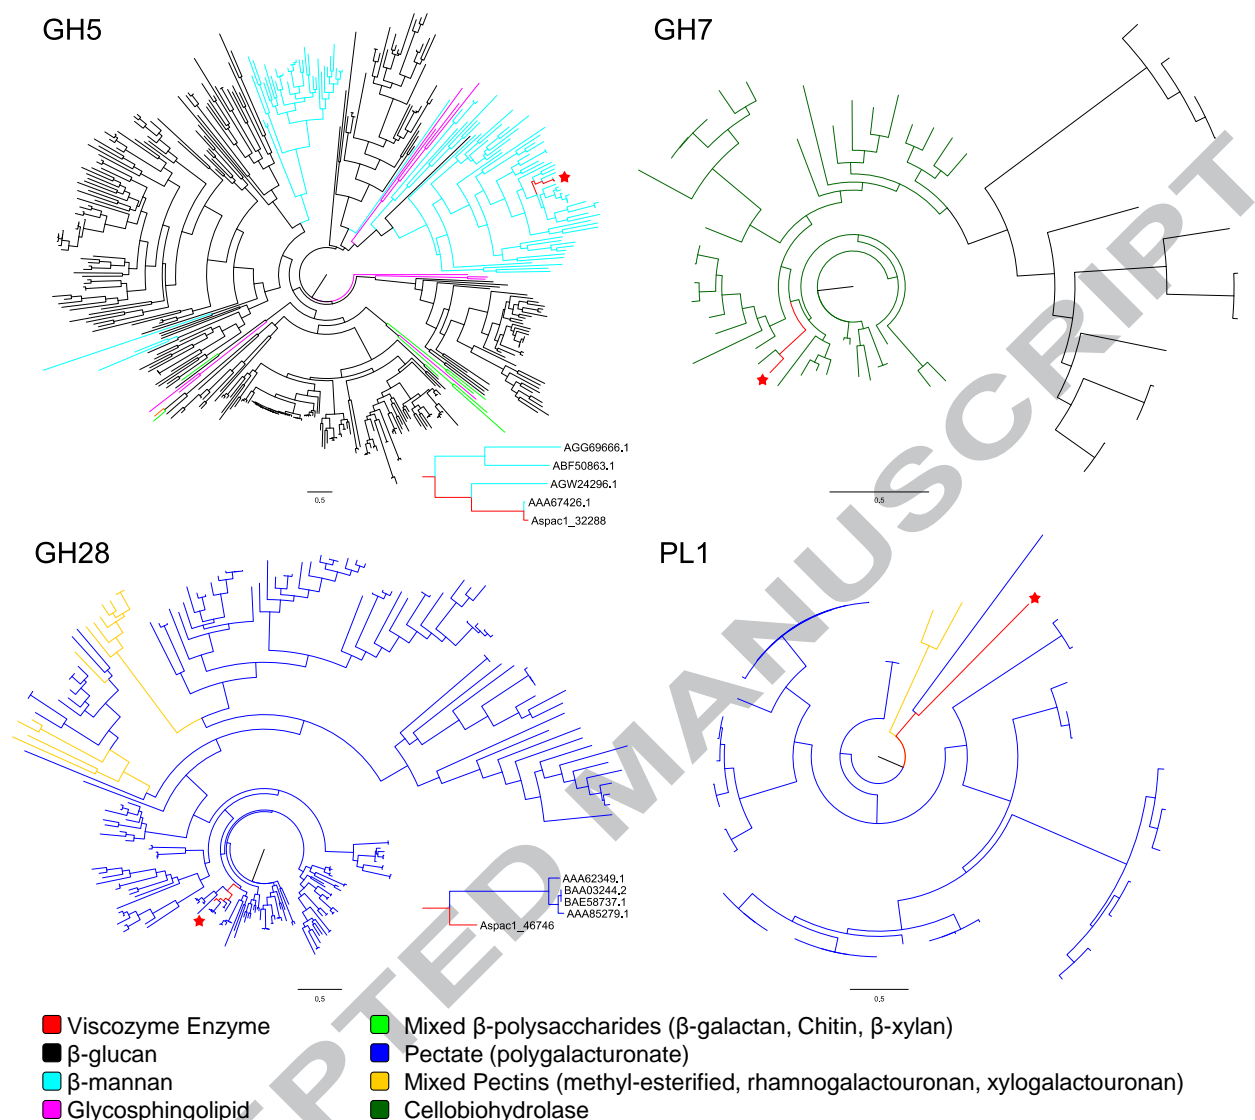 GH5
GH7
AGG69666.1
ABF50863.1
AGW24296.1
AAA67426.1
Aspac1_32288
0.5
0.5
GH28
PL1
AAA62349.1
BAA03244.2
BAE58737.1
AAA85279.1
Aspac1_46746
0.5
0.5
Viscozyme Enzyme
β-glucan
β-mannan
Glycosphingolipid
Mixed β-polysaccharides (β-galactan, Chitin, β-xylan)
Pectate (polygalacturonate)
Mixed Pectins (methyl-esterified, rhamnogalactouronan, xylogalactouronan)
Cellobiohydrolase
EPTED MANUSCRIPT